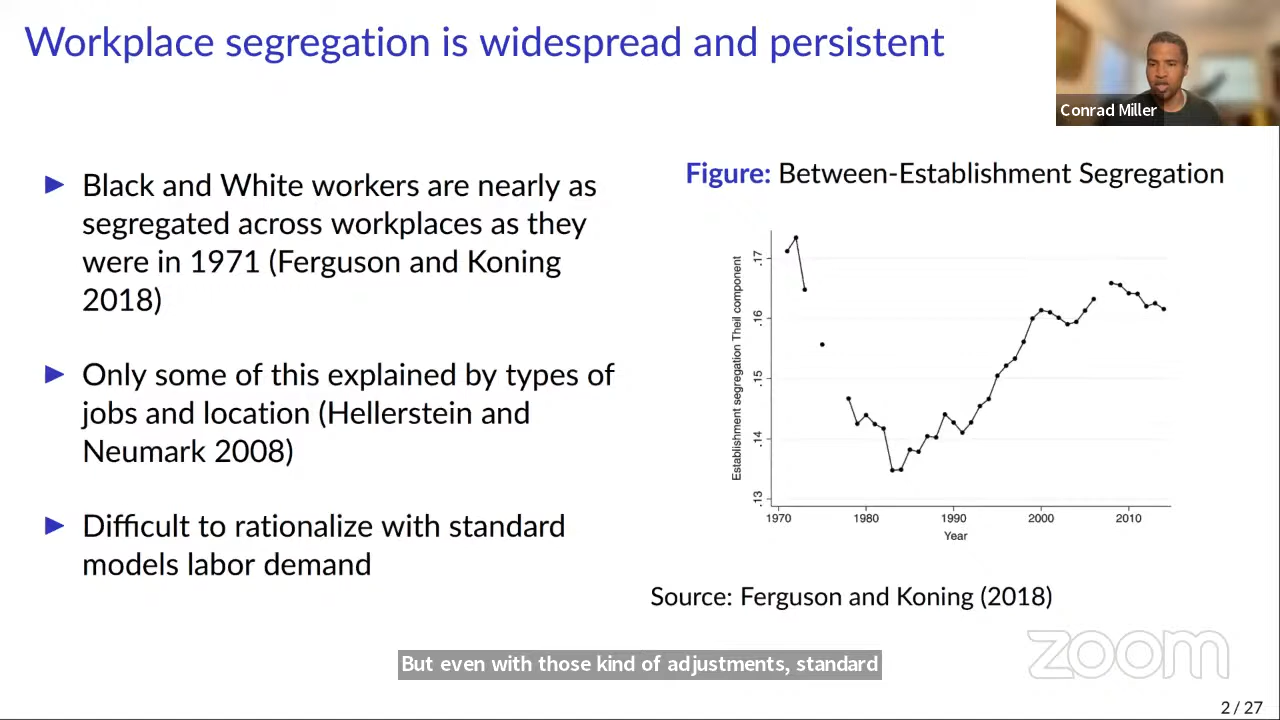 Workplace segregation is widespread and persistent
Conrad Miller
▶ Black and White workers are nearly as
segregated across workplaces as they
were in 1971 (Ferguson and Koning
2018)
▶ Only some of this explained by types of
jobs and location (Hellerstein and
Neumark 2008)
▶ Difficult to rationalize with standard
models labor demand
Figure: Between-Establishment Segregation
Establishment segregation Theil component
.17
.16
.15
.14
.13
1970 1980 1990 2000 2010
Year
Source: Ferguson and Koning (2018)
But even with those kind of adjustments, standard
zoom
2 / 27